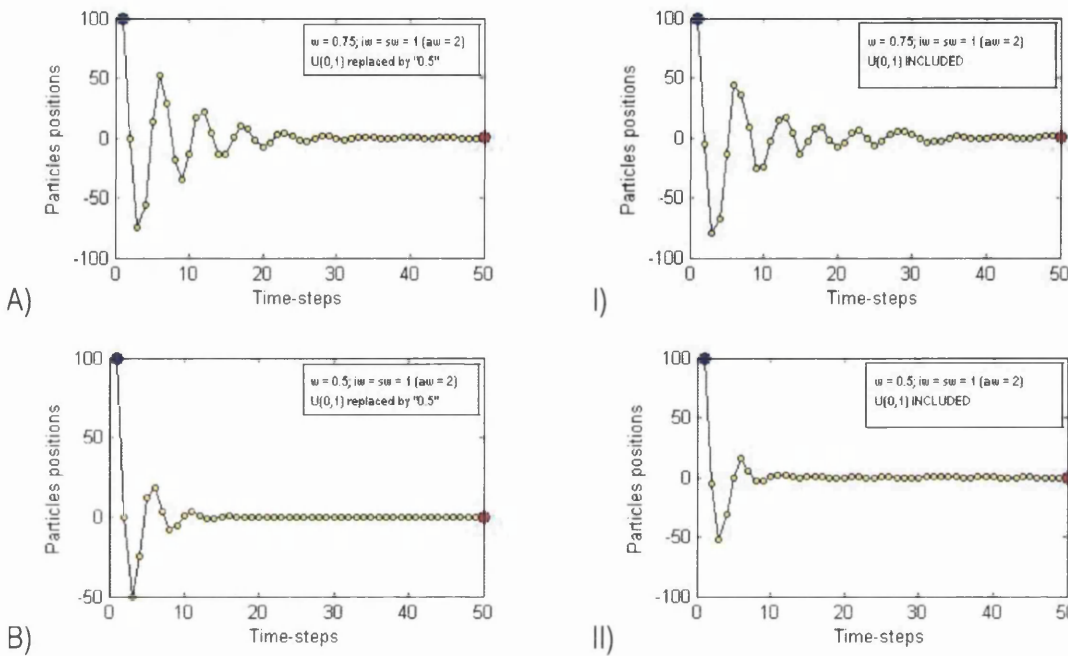 100
50
0
-50
-100
Particles positions
w = 0.75; iw = sw = 1 (aw = 2)
U(0,1) replaced by "0.5"
0 10 20 30 40 50
Time-steps
A)
100
50
0
-50
-100
Particles positions
w = 0.75; iw = sw = 1 (aw = 2)
U(0,1) INCLUDED
0 10 20 30 40 50
Time-steps
I)
100
50
0
-50
Particles positions
w = 0.5; iw = sw = 1 (aw = 2)
U(0,1) replaced by "0.5"
0 10 20 30 40 50
Time-steps
B)
100
50
0
-50
-100
Particles positions
w = 0.5; iw = sw = 1 (aw = 2)
U(0,1) INCLUDED
0 10 20 30 40 50
Time-steps
II)